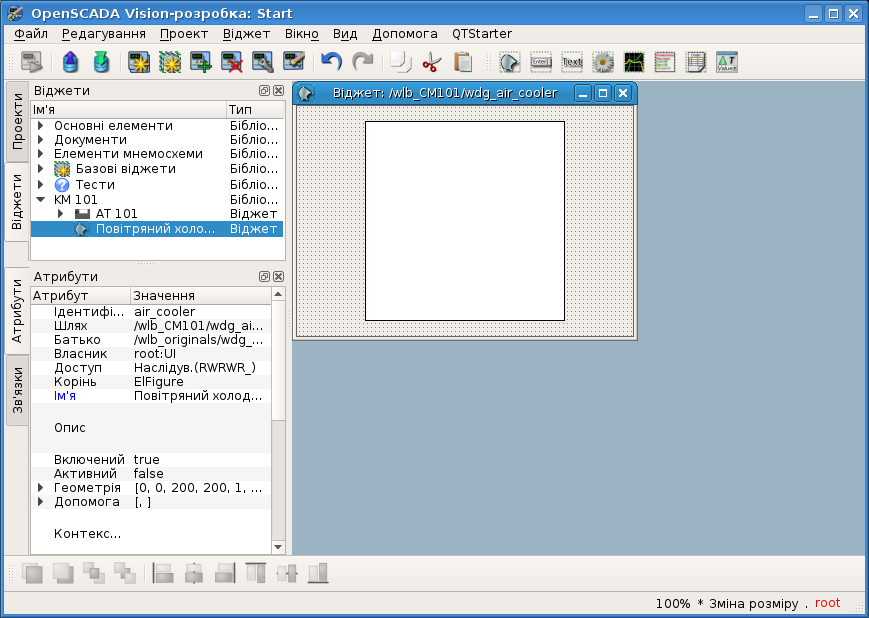 OpenSCADA Vision-розробка: Start
Файл Редагування Проект Віджет Вікно Вид Допомога QTStarter
Проекти
Віджети
Віджети
Ім'я Тип
Основні елементи Бібліо...
Документи Бібліо...
Елементи мнемосхеми Бібліо...
Базові віджети Бібліо...
Тести Бібліо...
КМ 101 Бібліо...
АТ 101 Віджет
Повітряний холо... Віджет
Віджет: /wlb_CM101/wdg_air_cooler
Атрибути
Зв'язки
Атрибути
Атрибут Значення
Ідентифі... air_cooler
Шлях /wlb_CM101/wdg_ai...
Батько /wlb_originals/wdg_...
Власник root:UI
Доступ Наслідув.(RWRWR_)
Корінь ElFigure
Ім'я Повітряний холод...
Опис
Включений true
Активний false
Геометрія [0, 0, 200, 200, 1, ...
Допомога [, ]
Контекс...
100% * Зміна розміру . root